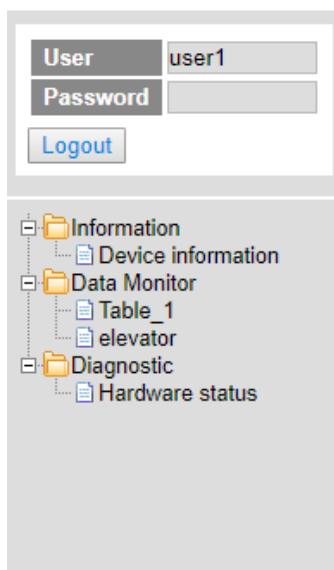 User user1
Password
Logout
Information
Device information
Data Monitor
Table_1
elevator
Diagnostic
Hardware status